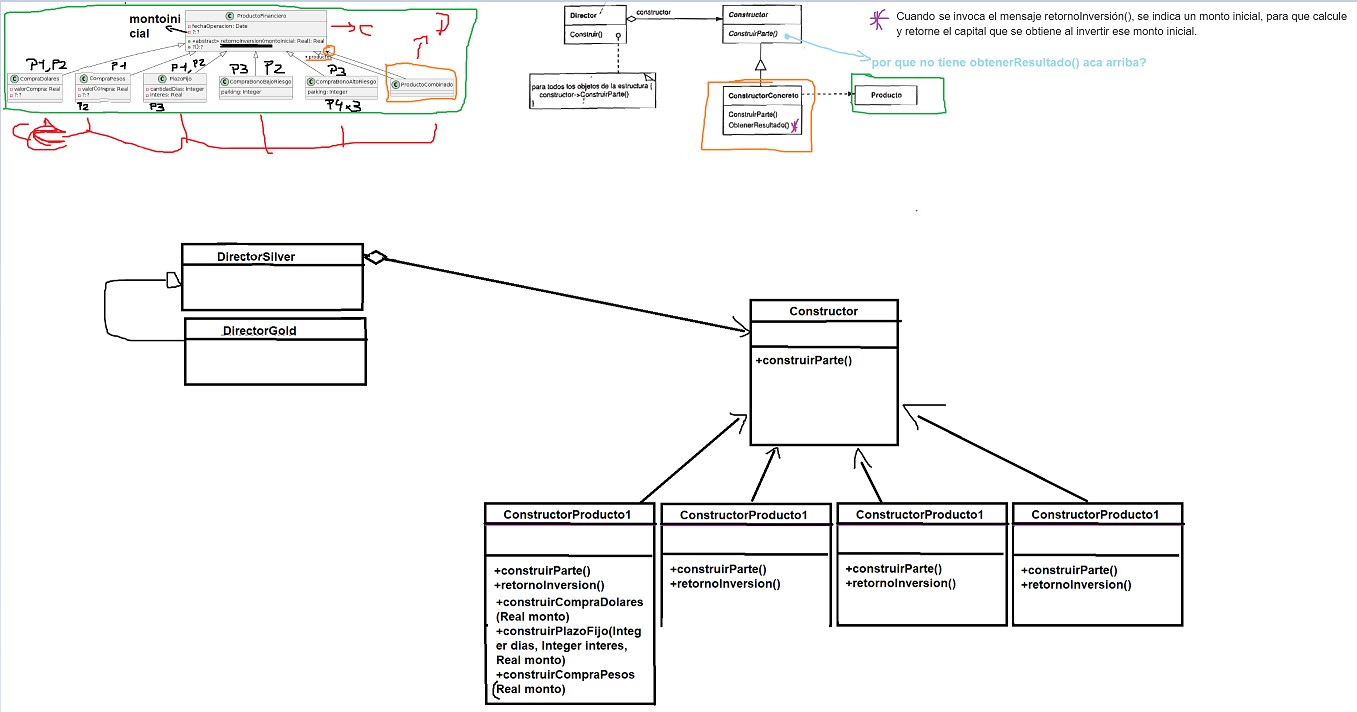 montoini
cial
ProductoFinanciero
fechaOperacion: Date
?:?
<abstract> retornoInversion(montoInicial: Real): Real
?():?
C
D
productos
P1,P2
P1
P1,P2
P3
P2
P3
CompraDolares
valorCompra: Real
?:?
CompraPesos
valorCompra: Real
?:?
PlazoFijo
cantidadDias: Integer
interes: Real
CompraBonoBajoRiesgo
parking: Integer
CompraBonoAltoRiesgo
parking: Integer
ProductoCombinado
P2
P3
P4x3
Director
Construir()
constructor
Constructor
ConstruirParte()
para todos los objetos de la estructura {
constructor->ConstruirParte()
}
ConstructorConcreto
ConstruirParte()
ObtenerResultado()
Producto
Cuando se invoca el mensaje retornoInversión(), se indica un monto inicial, para que calcule
y retorne el capital que se obtiene al invertir ese monto inicial.
por que no tiene obtenerResultado() aca arriba?
DirectorSilver
DirectorGold
Constructor
+construirParte()
ConstructorProducto1
+construirParte()
+retornoInversion()
+construirCompraDolares
(Real monto)
+construirPlazoFijo(Integ
er dias, Integer interes,
Real monto)
+construirCompraPesos
(Real monto)
ConstructorProducto1
+construirParte()
+retornoInversion()
ConstructorProducto1
+construirParte()
+retornoInversion()
ConstructorProducto1
+construirParte()
+retornoInversion()